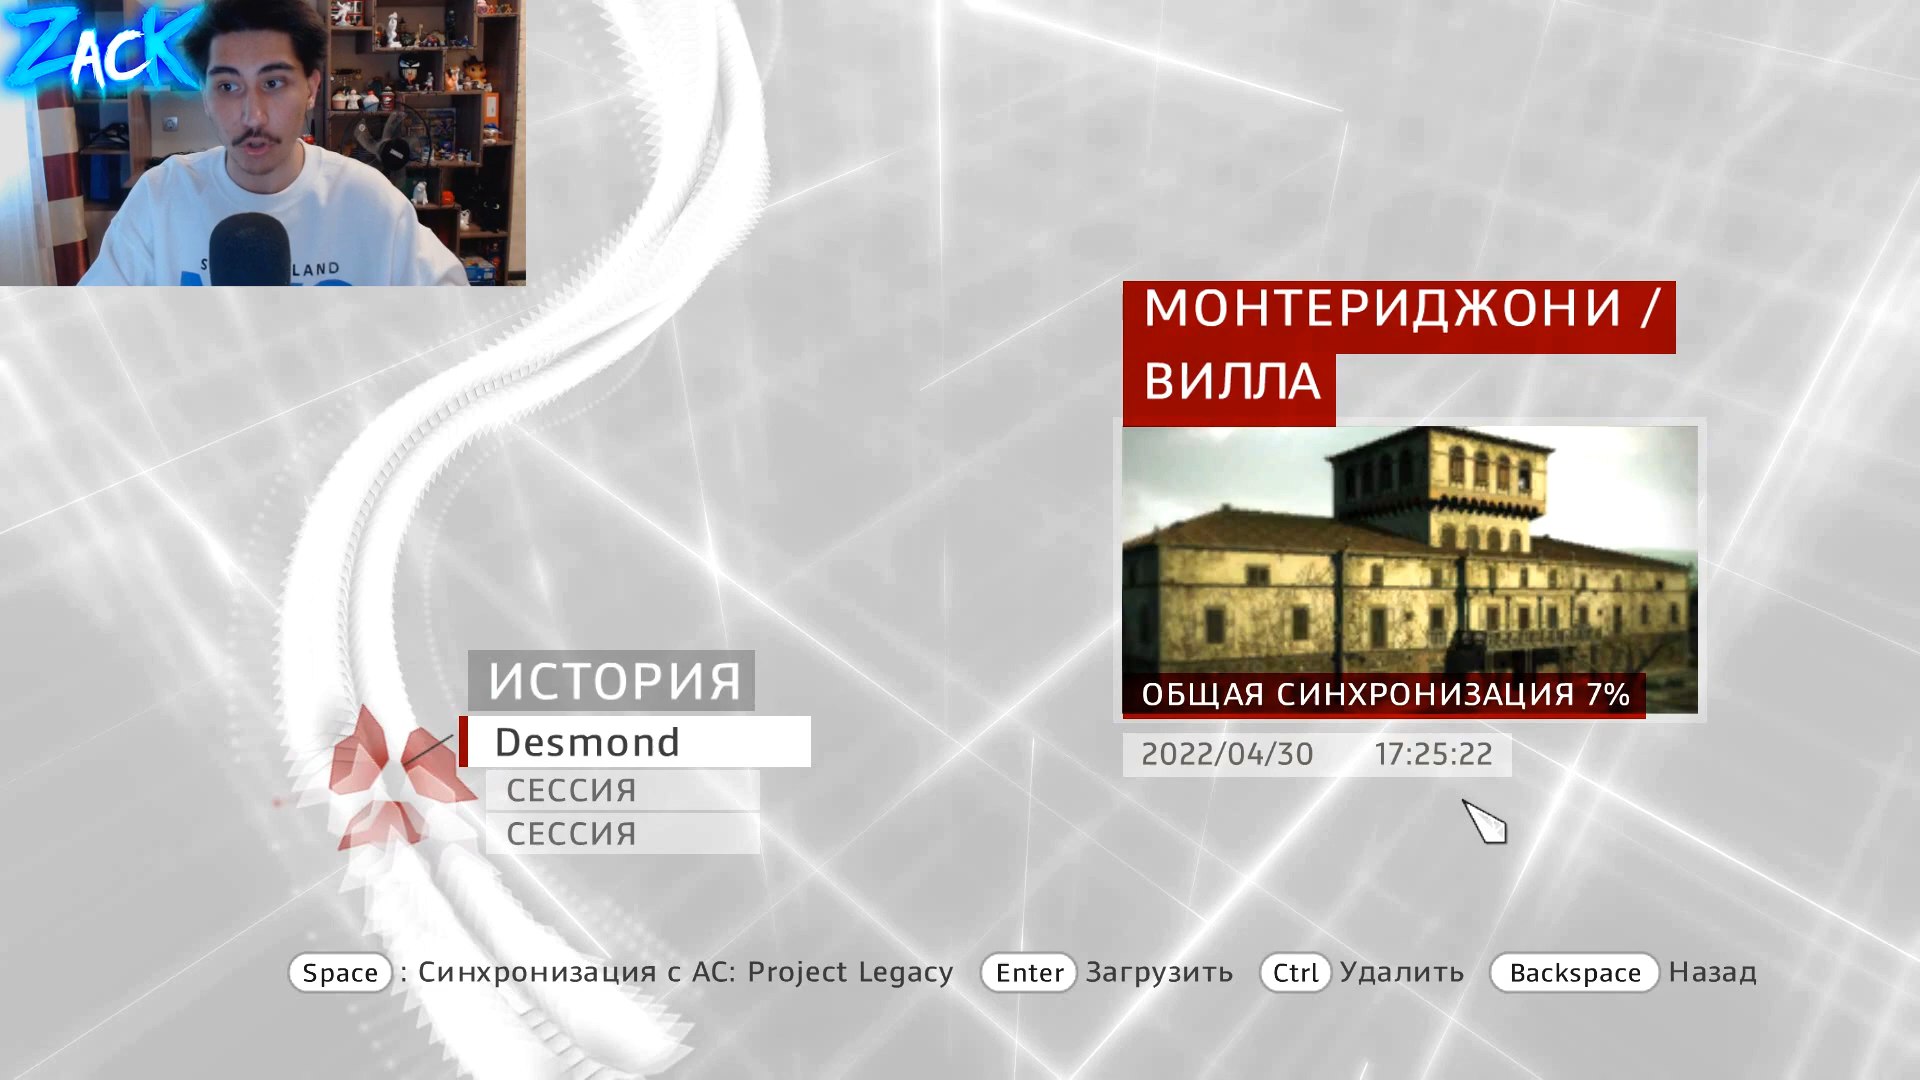 ZACK
LAND
МОНТЕРИДЖОНИ /
ВИЛЛА
ОБЩАЯ СИНХРОНИЗАЦИЯ 7%
2022/04/30 17:25:22
ИСТОРИЯ
Desmond
СЕССИЯ
СЕССИЯ
Space : Синхронизация с AC: Project Legacy Enter Загрузить Ctrl Удалить Backspace Назад